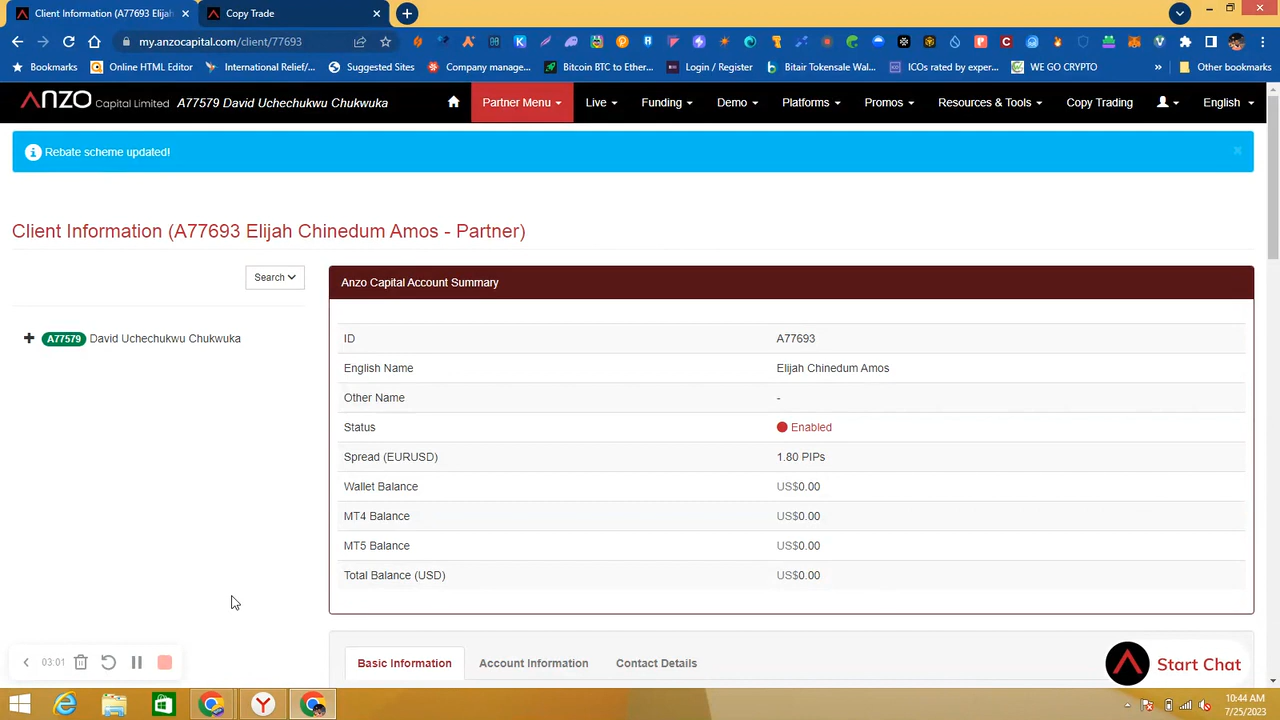 Client Information (A77693 Elijah
Copy Trade
my.anzocapital.com/client/77693
Bookmarks
Online HTML Editor
International Relief/...
Suggested Sites
Company manage...
Bitcoin BTC to Ether...
Login / Register
Bitair Tokensale Wal...
ICOs rated by exper...
WE GO CRYPTO
»
Other bookmarks
ANZO Capital Limited
A77579 David Uchechukwu Chukwuka
Partner Menu
Live
Funding
Demo
Platforms
Promos
Resources & Tools
Copy Trading
English
Rebate scheme updated!
Client Information (A77693 Elijah Chinedum Amos - Partner)
Search
A77579 David Uchechukwu Chukwuka
Anzo Capital Account Summary
ID A77693
English Name Elijah Chinedum Amos
Other Name -
Status Enabled
Spread (EURUSD) 1.80 PIPs
Wallet Balance US$0.00
MT4 Balance US$0.00
MT5 Balance US$0.00
Total Balance (USD) US$0.00
Basic Information
Account Information
Contact Details
Start Chat
03:01
10:44 AM
7/25/2023